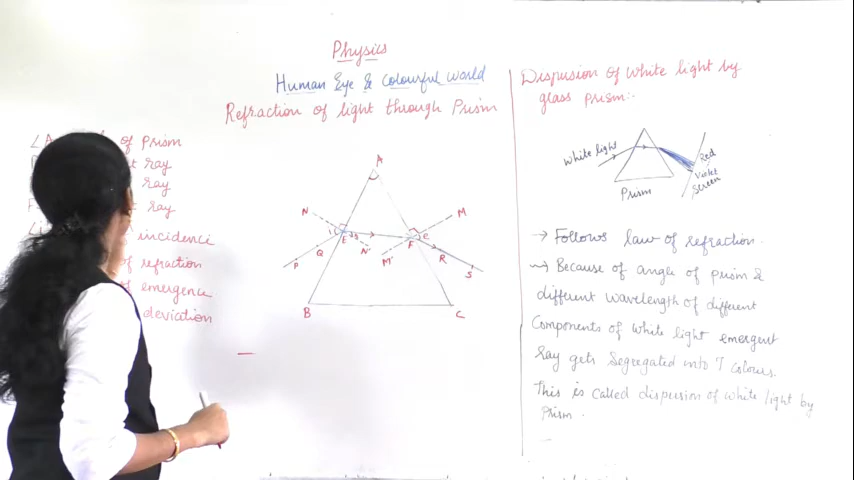 Physics
Human Eye & Colourful world
Refraction of light through Prism
∠A
of Prism
ray
ray
ray
incidence
of refraction
of emergence
deviation
A
N
M
i
E
r
F
e
N'
M'
P
Q
R
S
B
C
Dispersion of white light by
glass prism:-
white light
Red
Violet
Screen
Prism
→ Follows law of refraction.
→ Because of angle of prism &
different wavelength of different
Components of white light emergent
Ray gets Segregated into 7 Colours.
This is called dispersion of white light by
Prism.